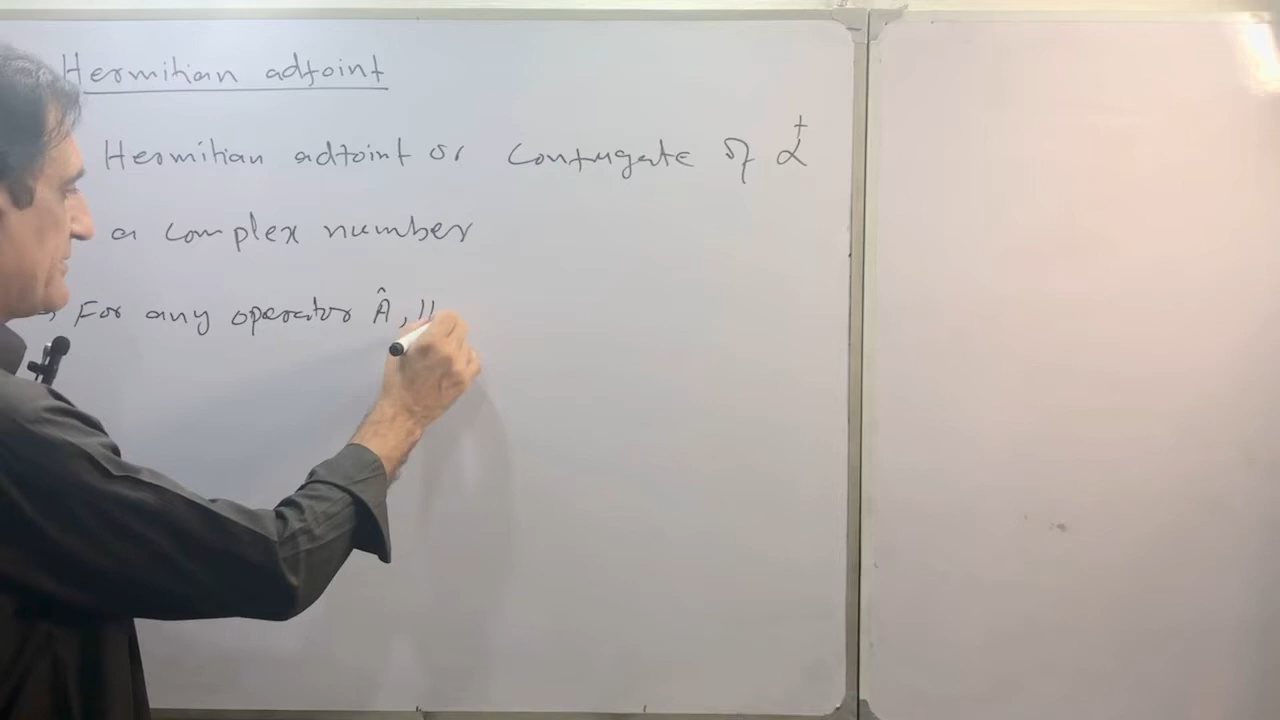 Hermitian adjoint
Hermitian adjoint or conjugate of α†
a complex number
For any operator Â,